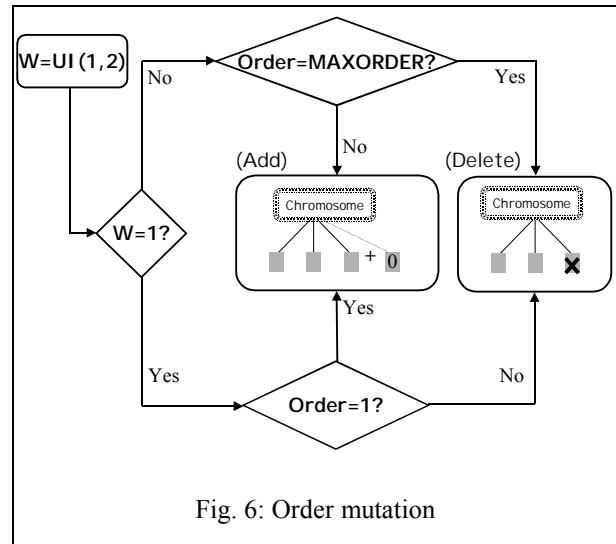 W=UI(1,2)
No
Order=MAXORDER?
Yes
No
(Add)
(Delete)
Chromosome
Chromosome
W=1?
+ 0
Yes
Yes
No
Order=1?
Fig. 6: Order mutation